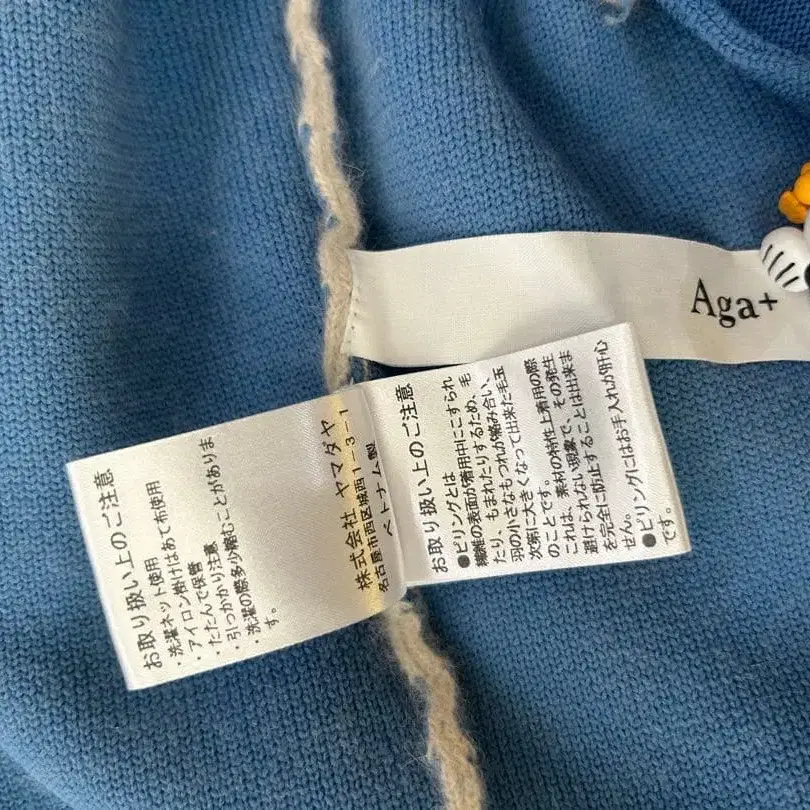 Aga+
お取り扱い上のご注意
・洗濯ネット使用
・アイロン掛けはあて布使用
・たたんで保管
・引っかかり注意
・洗濯の際多少縮むことがありま
す。
株式会社 ヤマダヤ
名古屋市西区城西1-3-1
ベトナム製
お取り扱い上のご注意
●ピリングとは
繊維の表面が着用中にこすられ
もまれたりするため、毛
たり、
羽の小さなもつれが絡み合い、
次第に大きくなって出来た毛玉
のことです。
これは、素材の特性上着用の際
避けられない現象で、その発生
を完全に防止することは出来ま
せん。
●ピリングにはお手入れが肝心
です。